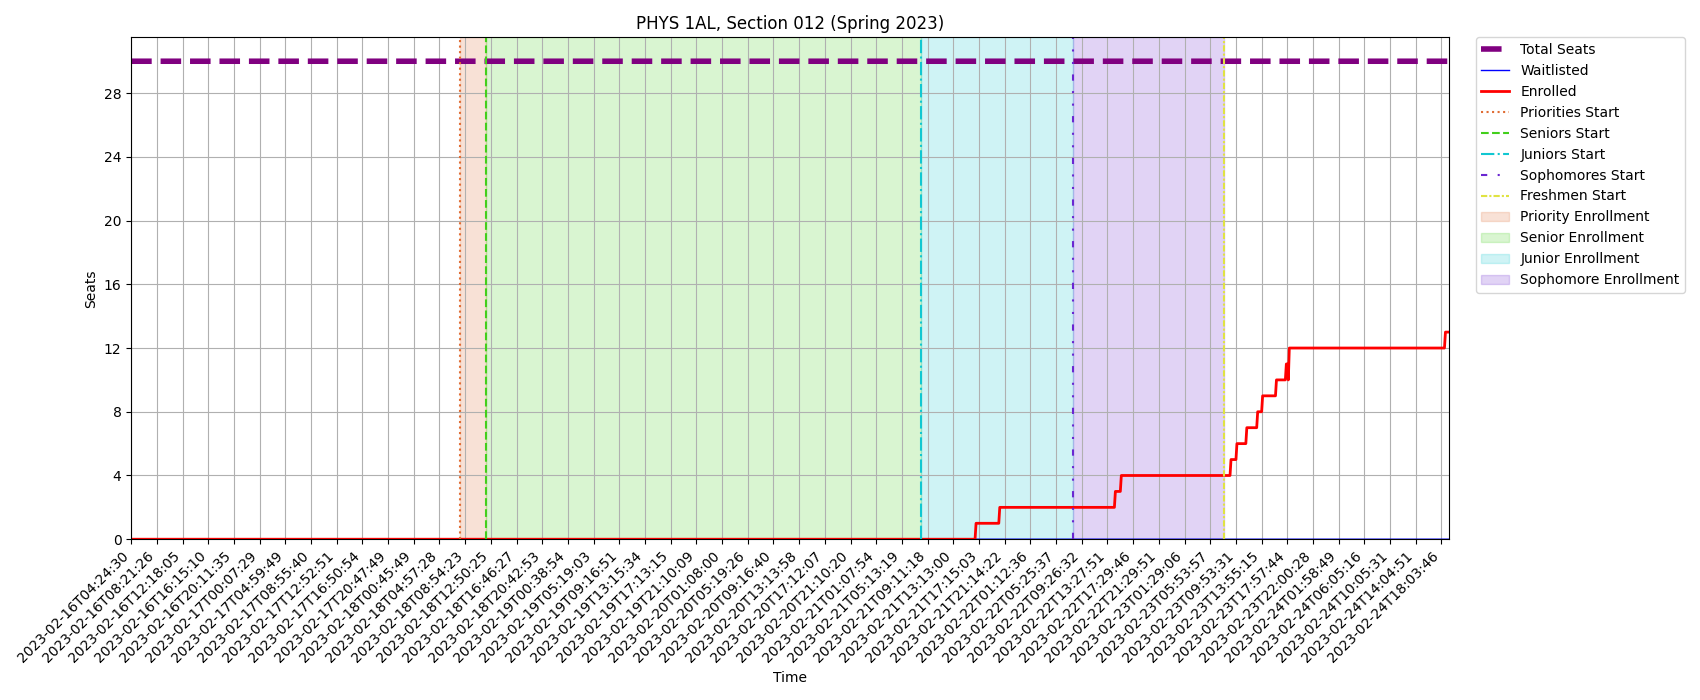 PHYS 1AL, Section 012 (Spring 2023)
Seats
28
24
20
16
12
8
4
0
2023-02-16T04:24:30
2023-02-16T08:21:26
2023-02-16T12:18:05
2023-02-16T16:15:10
2023-02-16T20:11:35
2023-02-17T00:07:29
2023-02-17T04:59:49
2023-02-17T08:55:40
2023-02-17T12:52:51
2023-02-17T16:50:54
2023-02-17T20:47:49
2023-02-18T00:45:49
2023-02-18T04:57:28
2023-02-18T08:54:23
2023-02-18T12:50:25
2023-02-18T16:46:27
2023-02-18T20:42:53
2023-02-19T00:38:54
2023-02-19T05:19:03
2023-02-19T09:16:51
2023-02-19T13:15:34
2023-02-19T17:13:15
2023-02-19T21:10:09
2023-02-20T01:08:00
2023-02-20T05:19:26
2023-02-20T09:16:40
2023-02-20T13:13:58
2023-02-20T17:12:07
2023-02-20T21:10:20
2023-02-21T01:07:54
2023-02-21T05:13:19
2023-02-21T09:11:18
2023-02-21T13:13:00
2023-02-21T17:15:03
2023-02-21T21:14:22
2023-02-22T01:12:36
2023-02-22T05:25:37
2023-02-22T09:26:32
2023-02-22T13:27:51
2023-02-22T17:29:46
2023-02-22T21:29:51
2023-02-23T01:29:06
2023-02-23T05:53:57
2023-02-23T09:53:31
2023-02-23T13:55:15
2023-02-23T17:57:44
2023-02-23T22:00:28
2023-02-24T01:58:49
2023-02-24T06:05:16
2023-02-24T10:05:31
2023-02-24T14:04:51
2023-02-24T18:03:46
Time
Total Seats
Waitlisted
Enrolled
Priorities Start
Seniors Start
Juniors Start
Sophomores Start
Freshmen Start
Priority Enrollment
Senior Enrollment
Junior Enrollment
Sophomore Enrollment